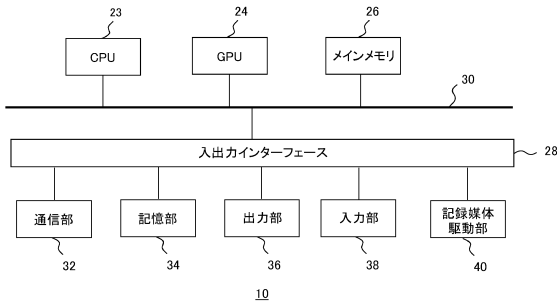 23
24
26
CPU
GPU
メインメモリ
30
入出力インターフェース
28
通信部
記憶部
出力部
入力部
記録媒体
駆動部
32
34
36
38
40
10